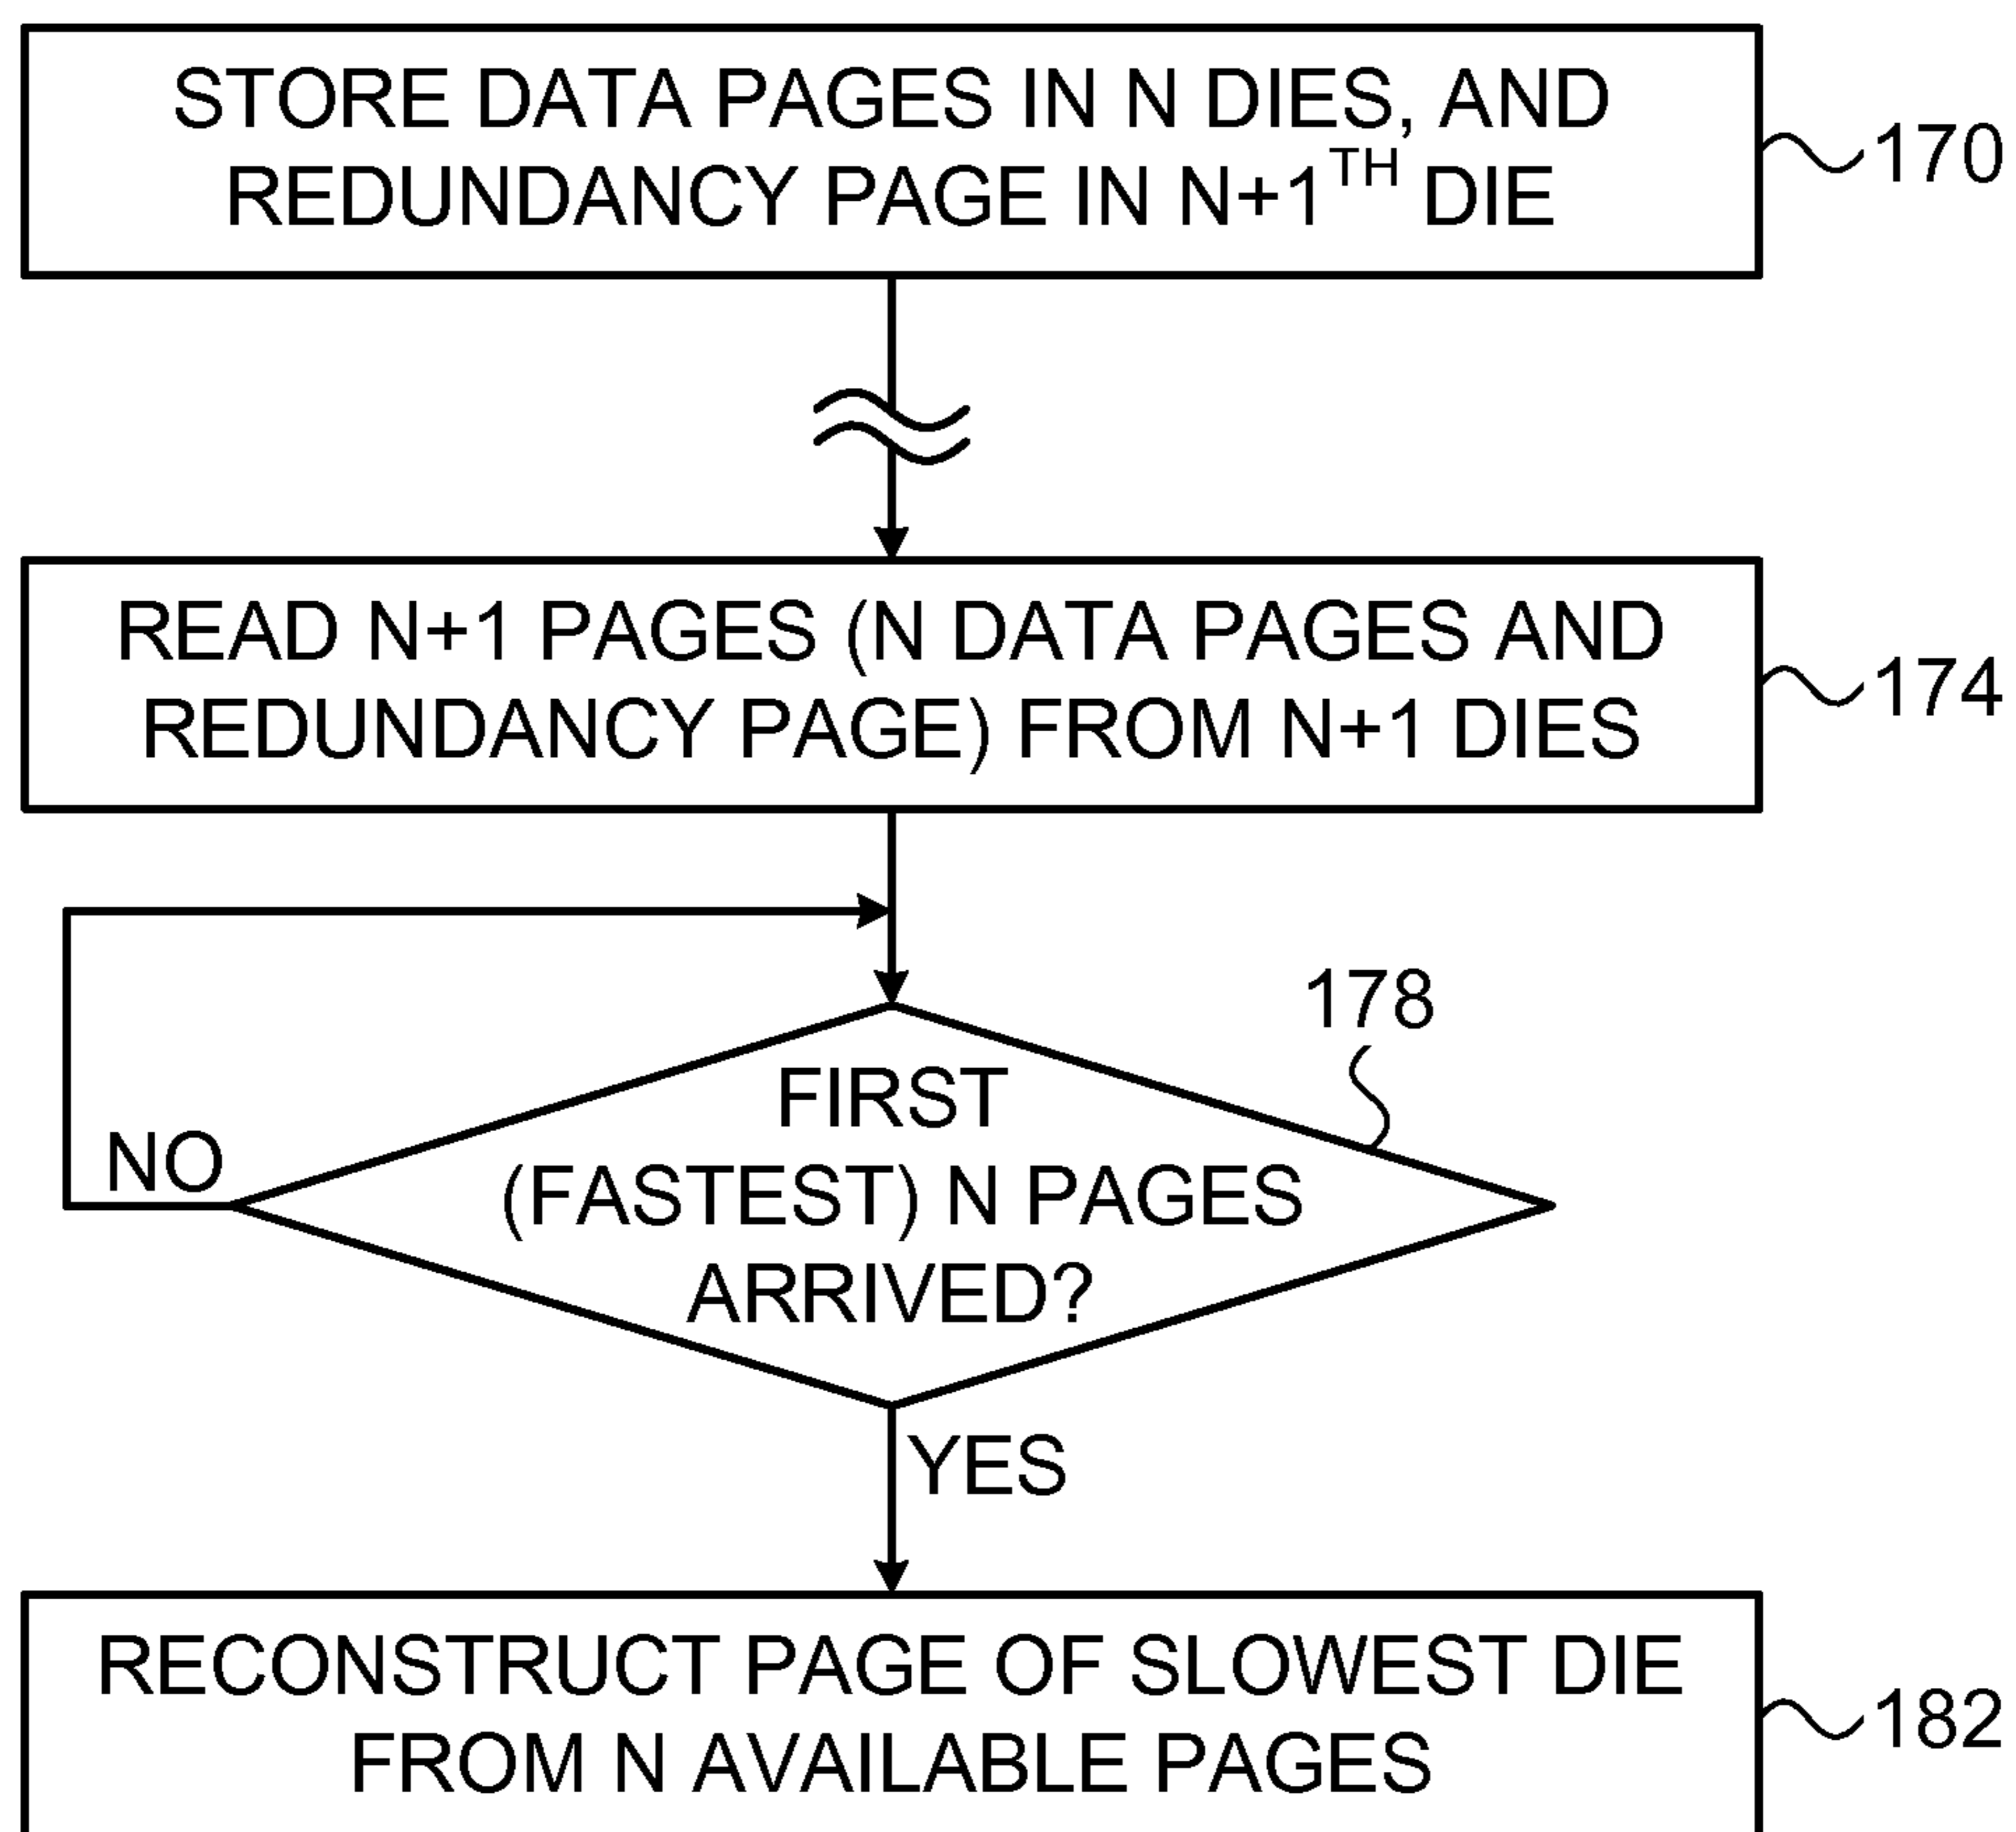 STORE DATA PAGES IN N DIES, AND
REDUNDANCY PAGE IN N+1TH DIE
170
READ N+1 PAGES (N DATA PAGES AND
REDUNDANCY PAGE) FROM N+1 DIES
174
178
FIRST
(FASTEST) N PAGES
ARRIVED?
NO
YES
RECONSTRUCT PAGE OF SLOWEST DIE
FROM N AVAILABLE PAGES
182